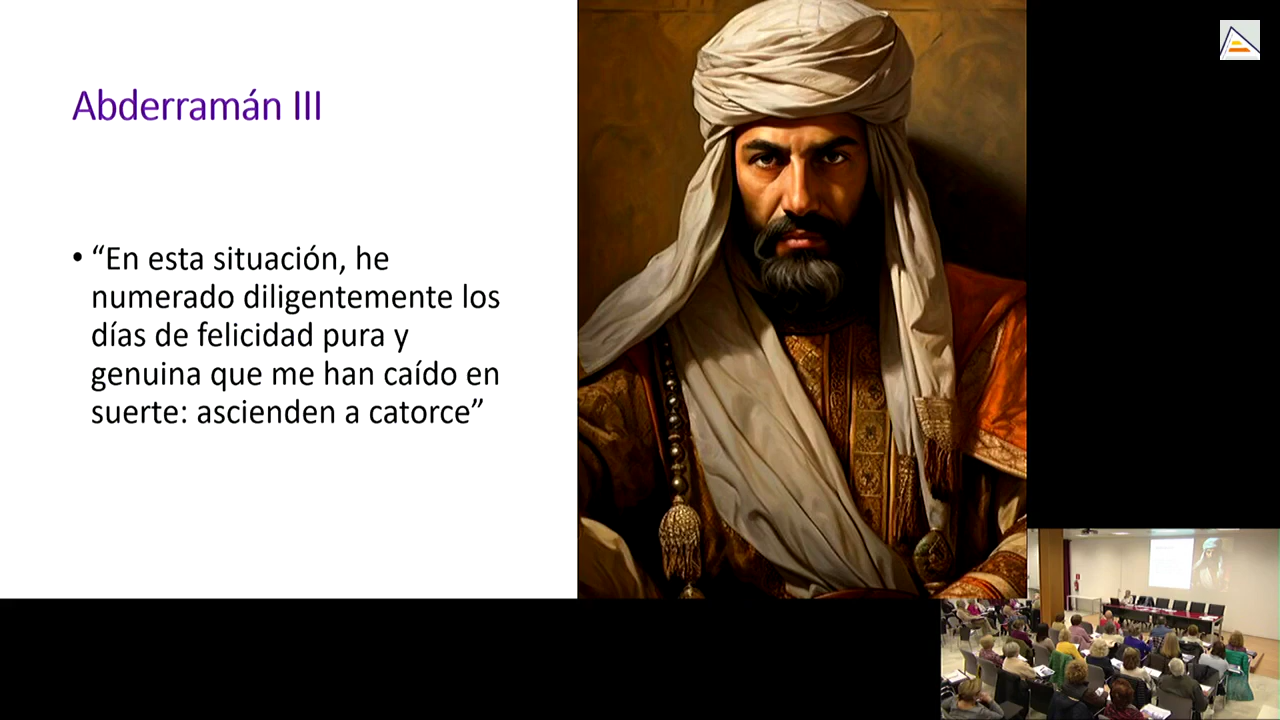 Abderramán III
• “En esta situación, he
numerado diligentemente los
días de felicidad pura y
genuina que me han caído en
suerte: ascienden a catorce”